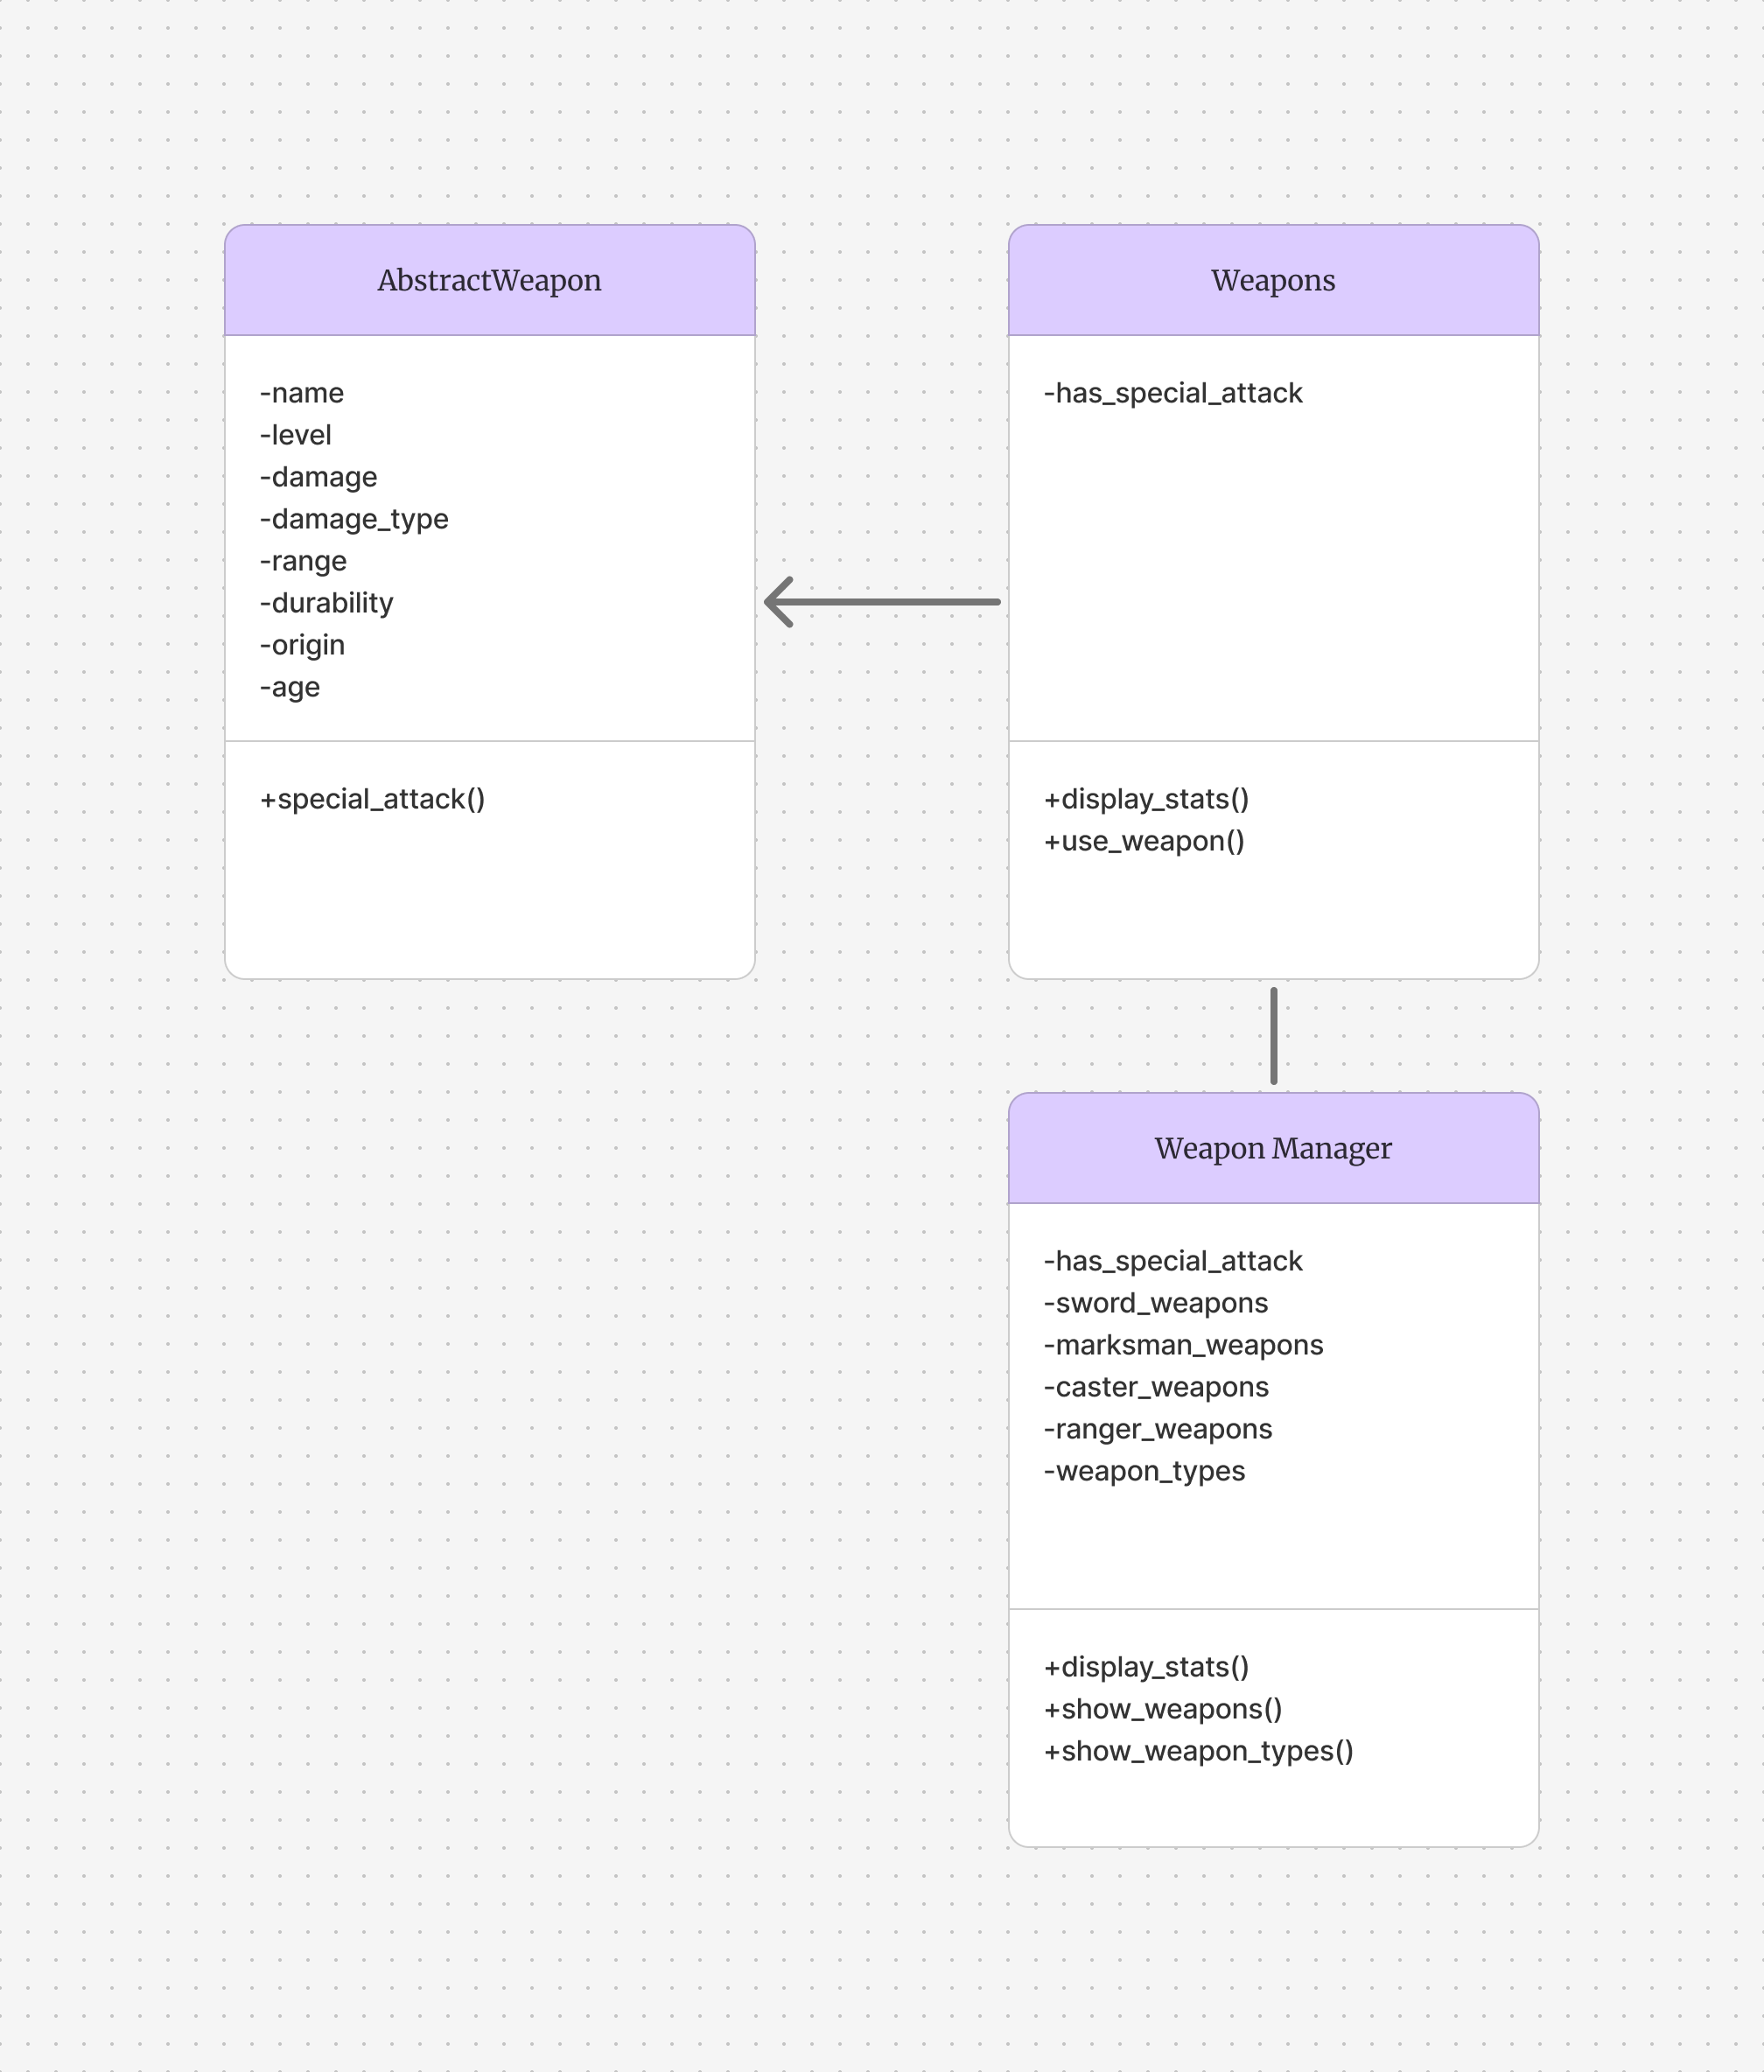 AbstractWeapon
-name
-level
-damage
-damage_type
-range
-durability
-origin
-age
+special_attack()
Weapons
-has_special_attack
+display_stats()
+use_weapon()
Weapon Manager
-has_special_attack
-sword_weapons
-marksman_weapons
-caster_weapons
-ranger_weapons
-weapon_types
+display_stats()
+show_weapons()
+show_weapon_types()